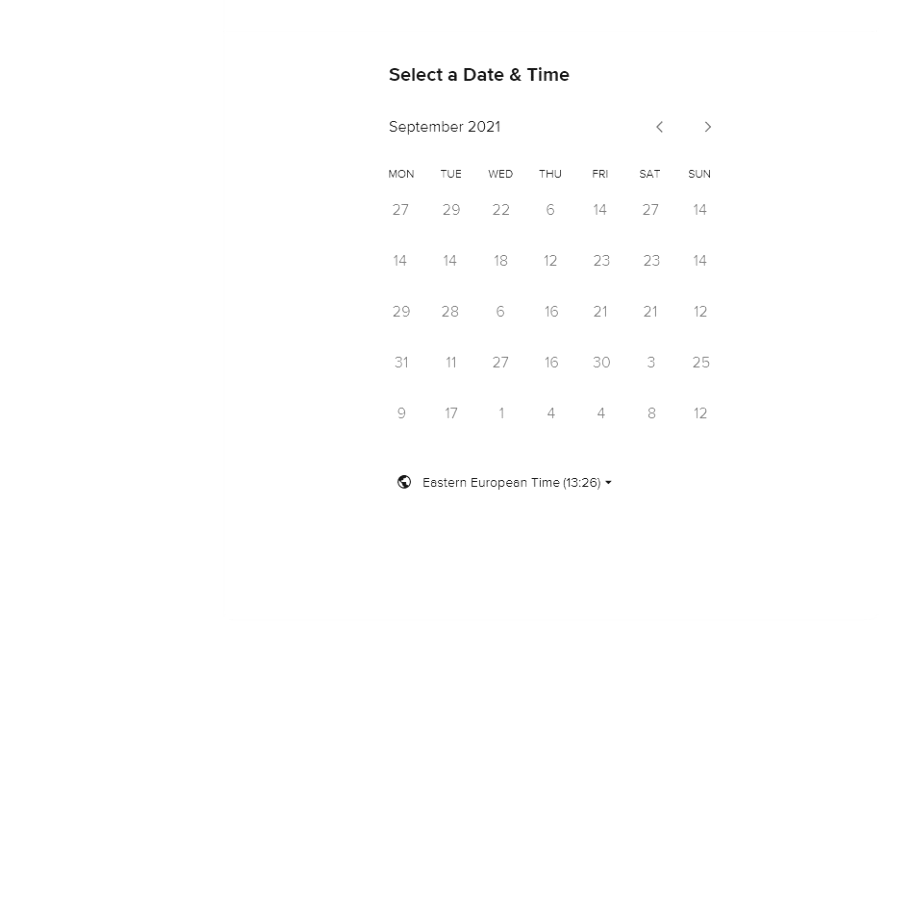 Select a Date & Time
September 2021
MON TUE WED THU FRI SAT SUN
27 29 22 6 14 27 14
14 14 18 12 23 23 14
29 28 6 16 21 21 12
31 11 27 16 30 3 25
9 17 1 4 4 8 12
Eastern European Time (13:26)